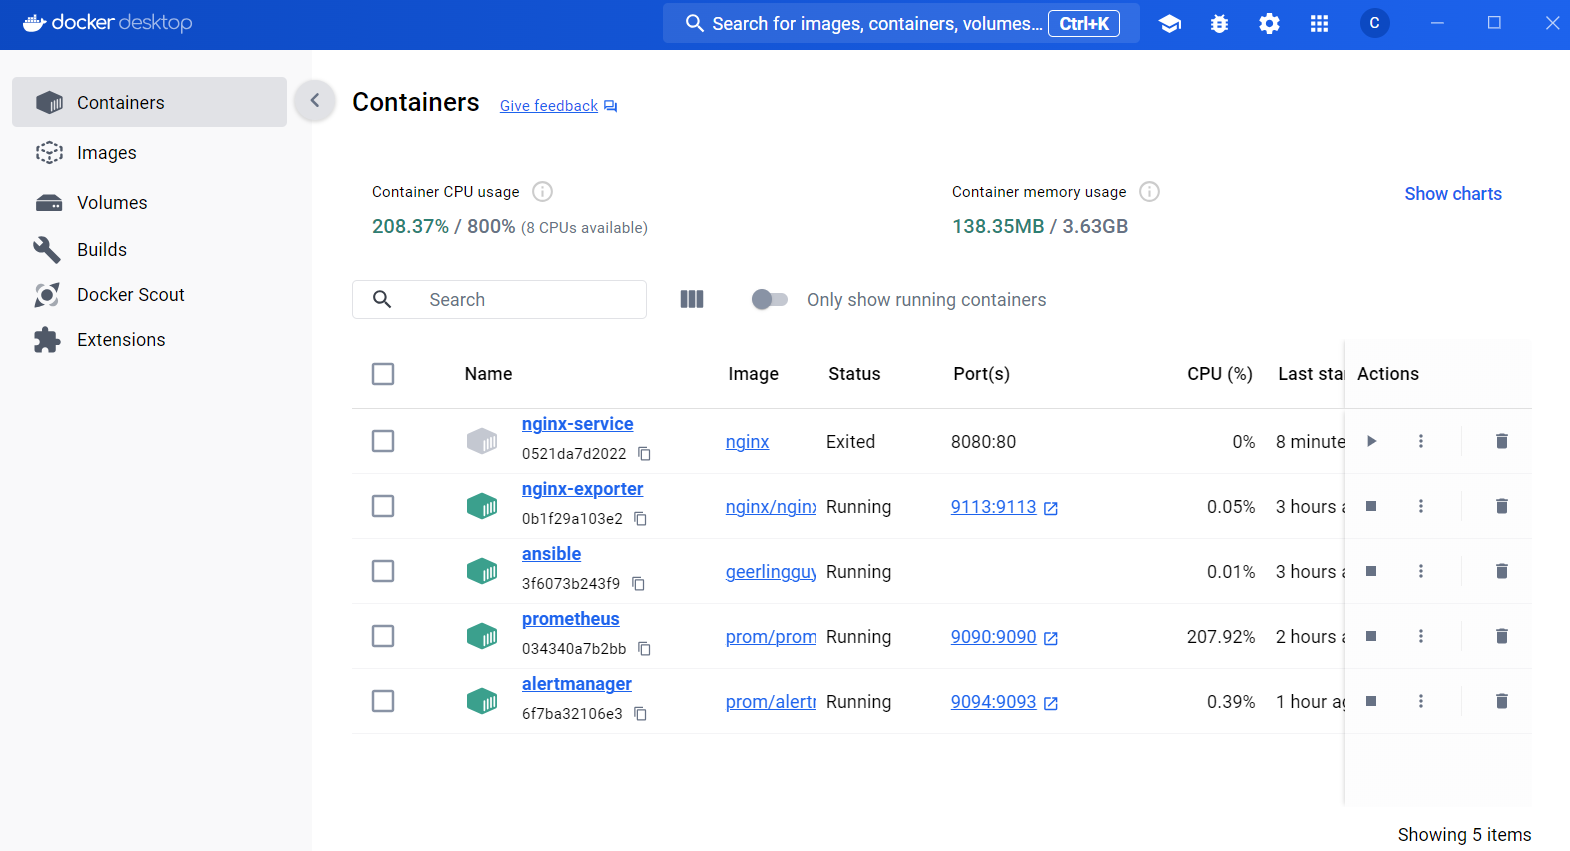 docker desktop
Search for images, containers, volumes... Ctrl+K
C
Containers
Images
Volumes
Builds
Docker Scout
Extensions
Containers Give feedback
Container CPU usage
208.37% / 800% (8 CPUs available)
Container memory usage
138.35MB / 3.63GB
Show charts
Search
Only show running containers
Name Image Status Port(s) CPU (%) Last sta Actions
nginx-service
0521da7d2022
nginx Exited 8080:80 0% 8 minute
nginx-exporter
0b1f29a103e2
nginx/nginx Running 9113:9113 0.05% 3 hours a
ansible
3f6073b243f9
geerlingguy Running 0.01% 3 hours a
prometheus
034340a7b2bb
prom/prom Running 9090:9090 207.92% 2 hours a
alertmanager
6f7ba32106e3
prom/alertr Running 9094:9093 0.39% 1 hour ag
Showing 5 items